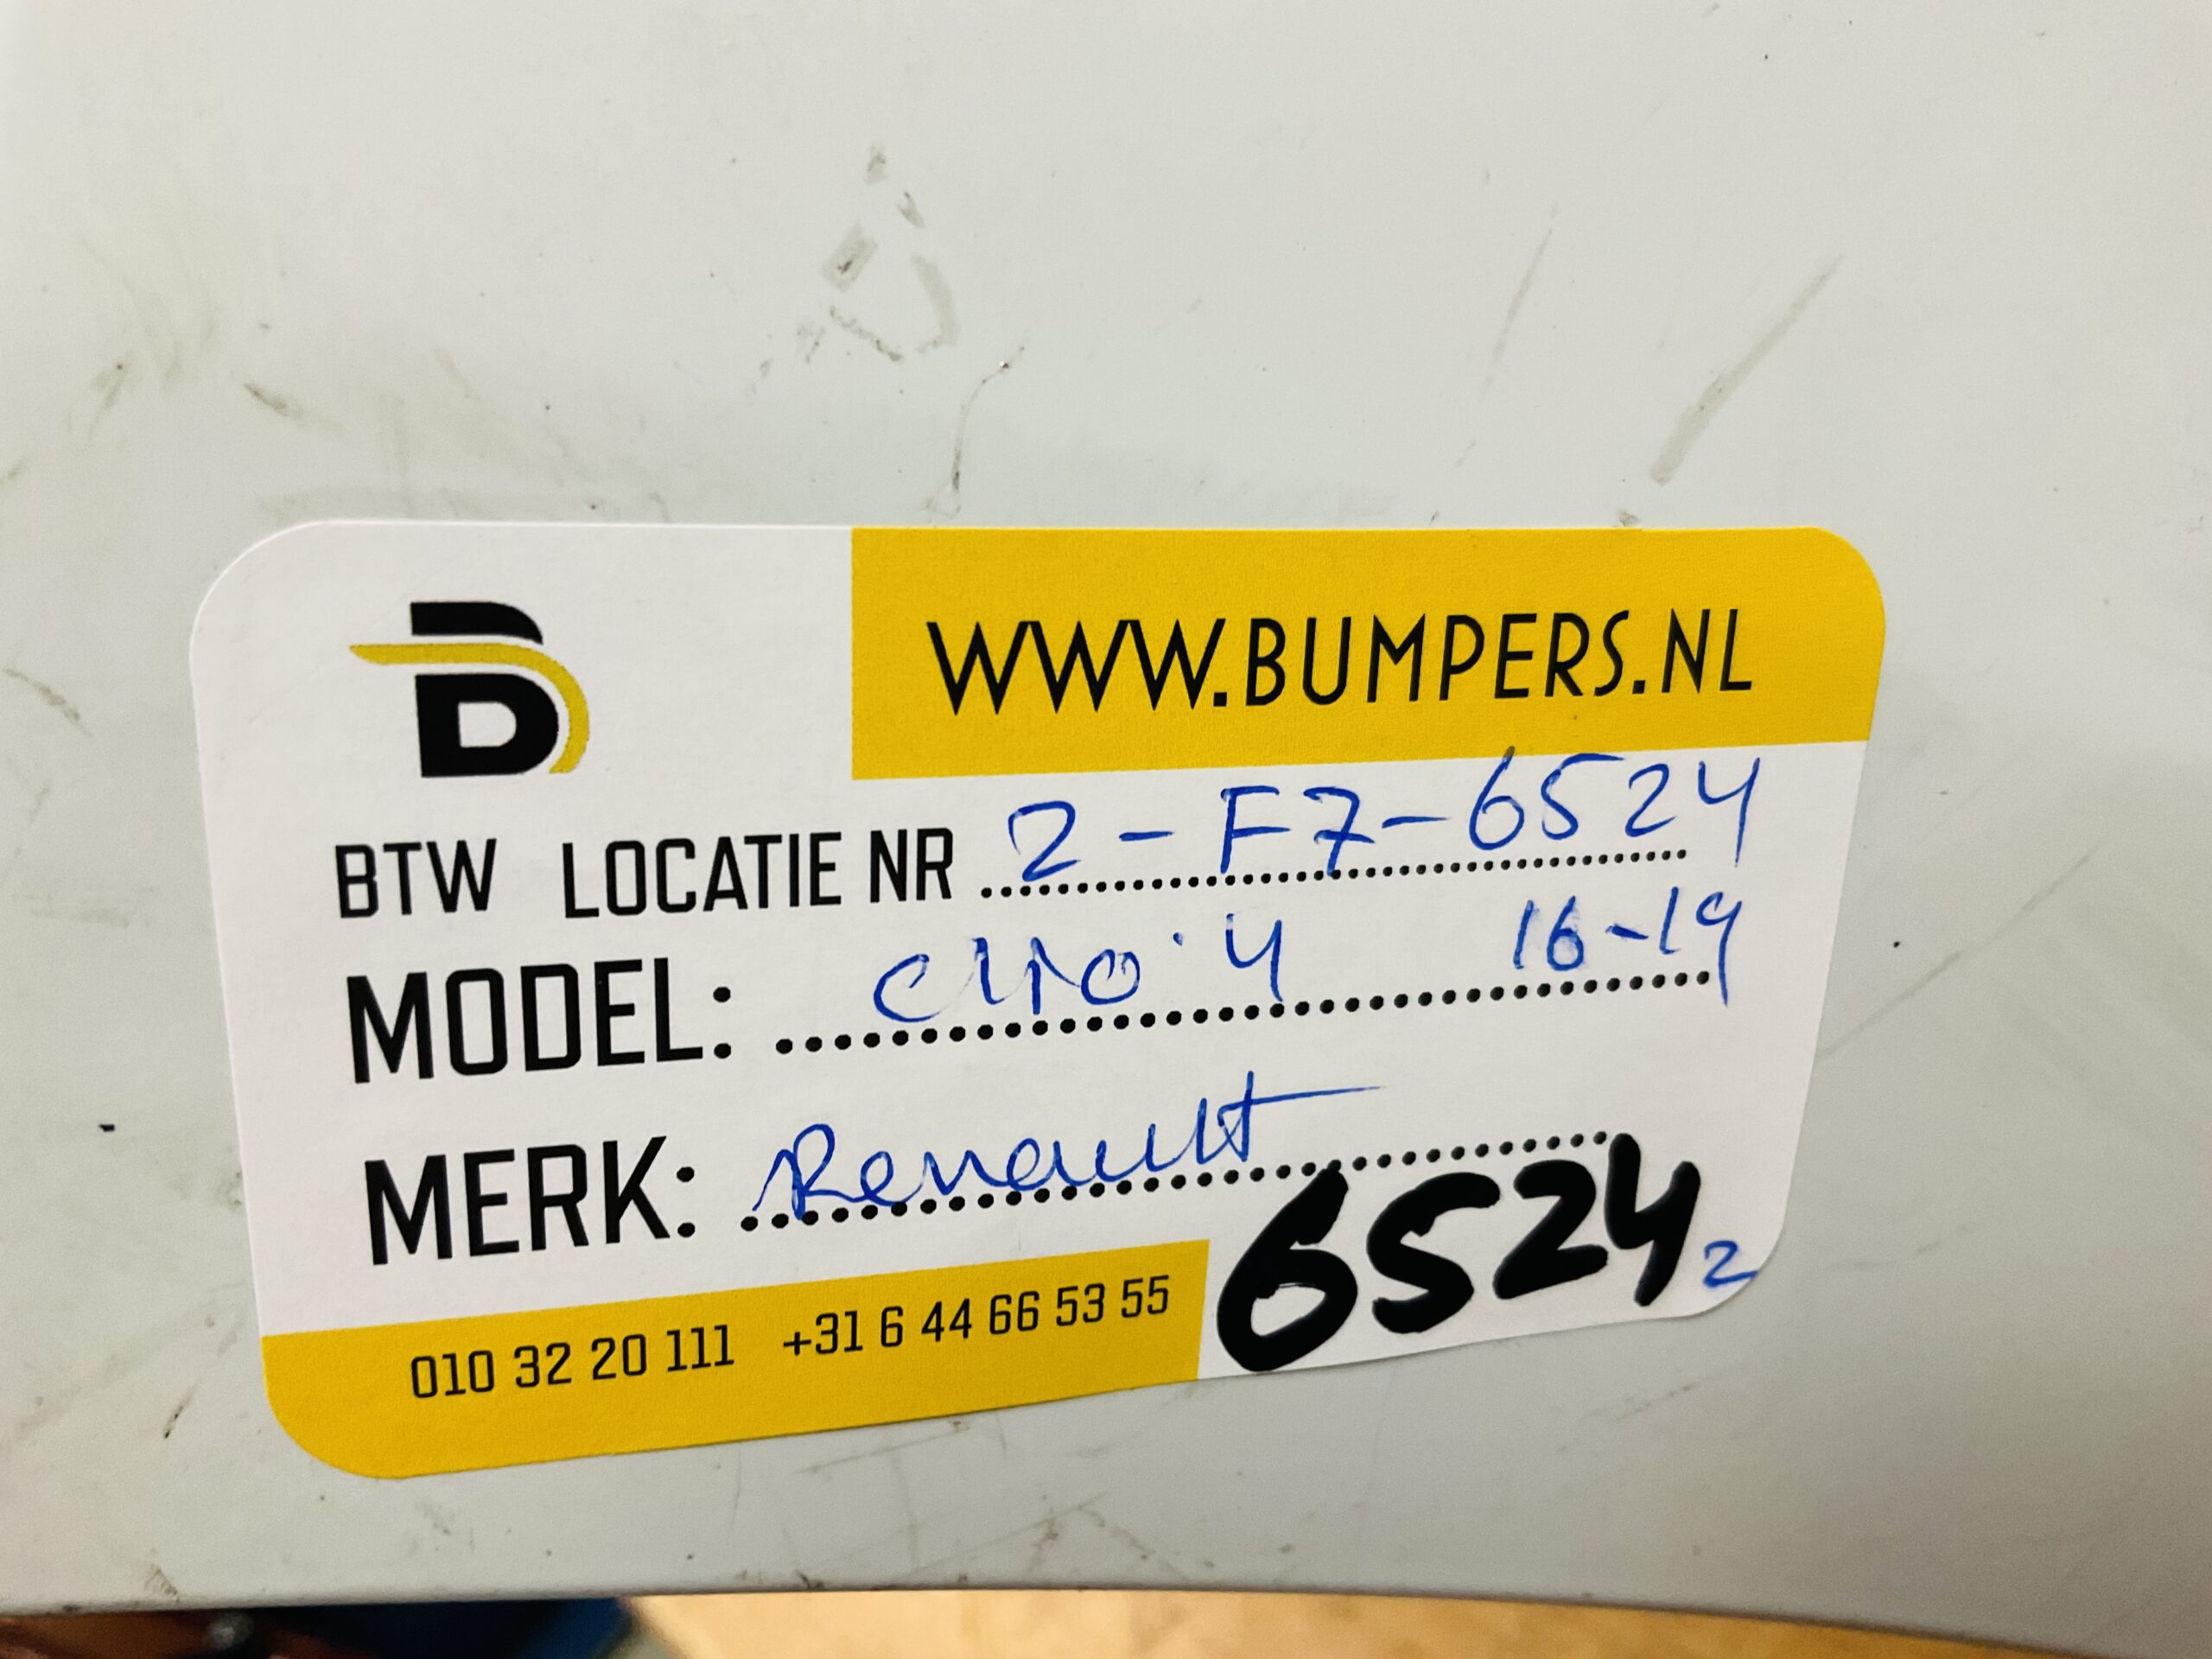 B
WWW.BUMPERS.NL
BTW LOCATIE NR 2-F7-6524
MODEL: Clio 4 16-19
MERK: Renault
6524 2
010 32 20 111 +31 6 44 66 53 55